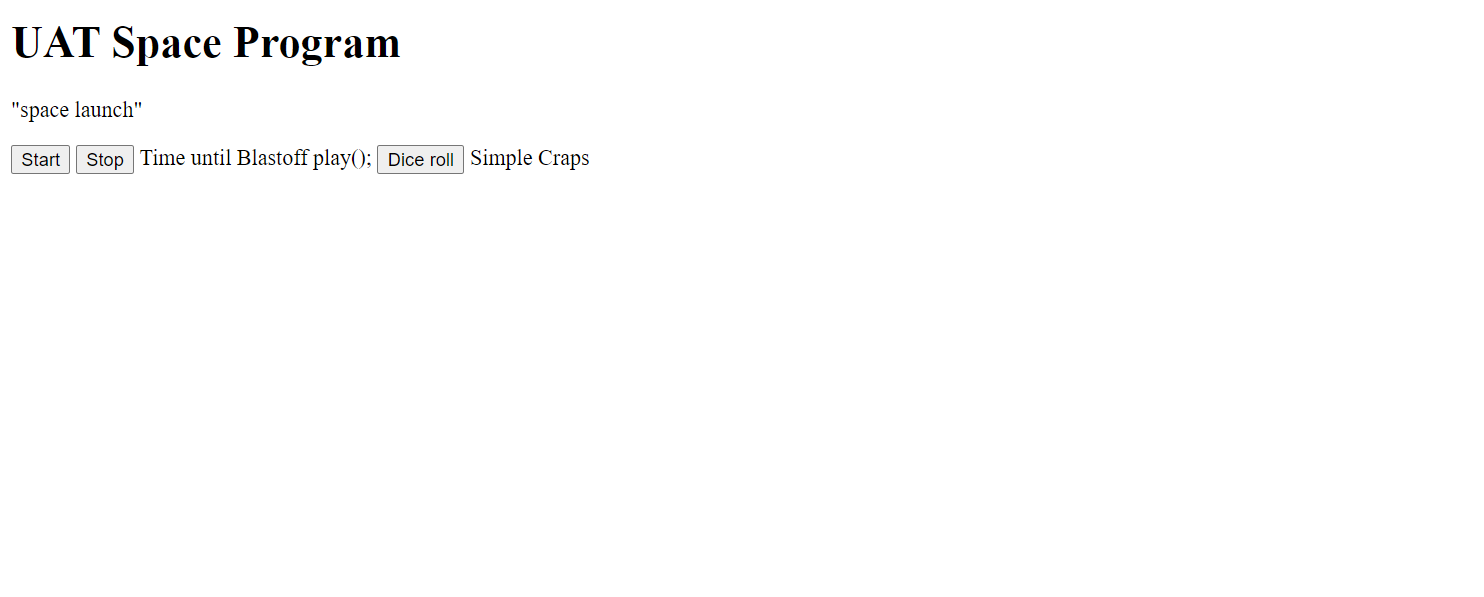 UAT Space Program
"space launch"
Start Stop Time until Blastoff play(); Dice roll Simple Craps